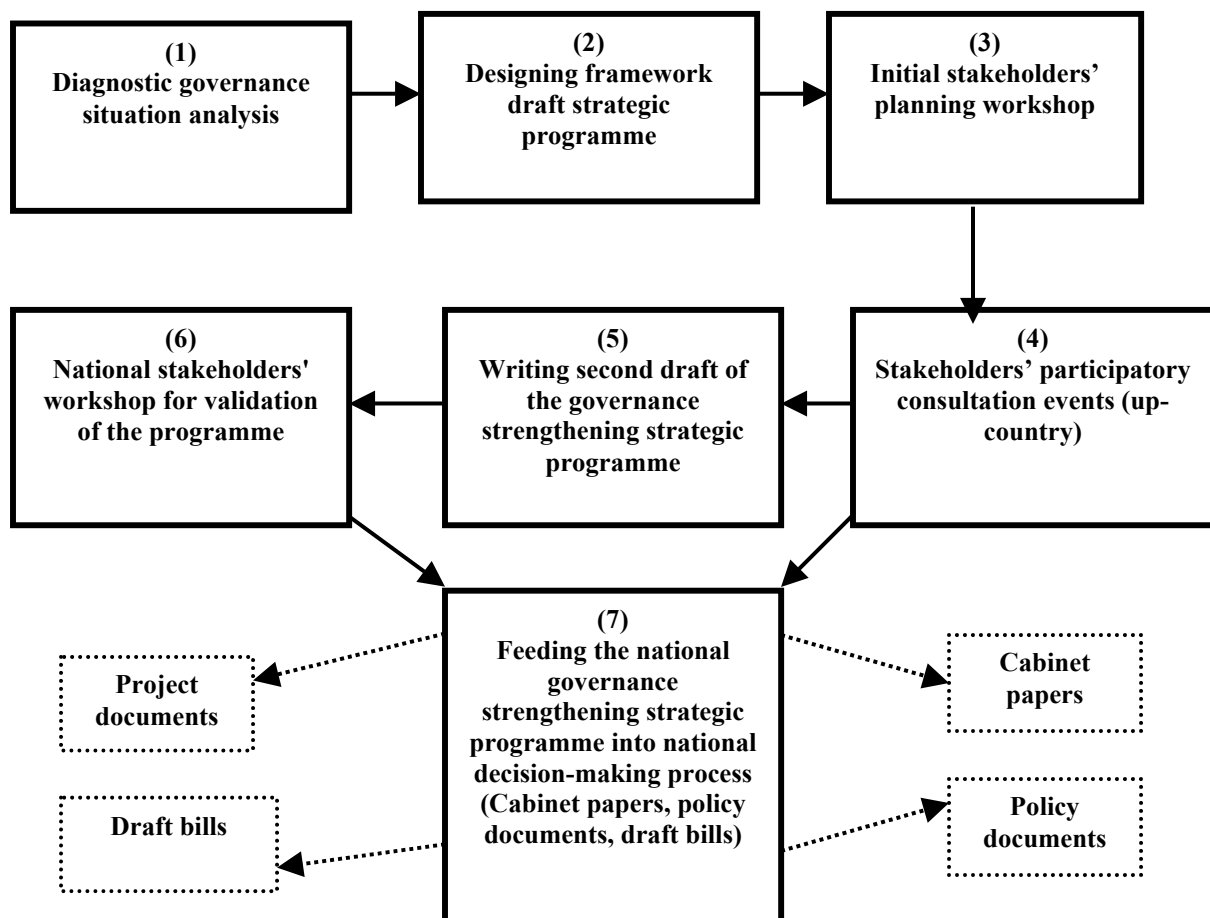 (1)
Diagnostic governance
situation analysis
(2)
Designing framework
draft strategic
programme
(3)
Initial stakeholders’
planning workshop
(4)
Stakeholders’ participatory
consultation events (up-
country)
(5)
Writing second draft of
the governance
strengthening strategic
programme
(6)
National stakeholders'
workshop for validation
of the programme
(7)
Feeding the national
governance
strengthening strategic
programme into national
decision-making process
(Cabinet papers, policy
documents, draft bills)
Project
documents
Cabinet
papers
Draft bills
Policy
documents